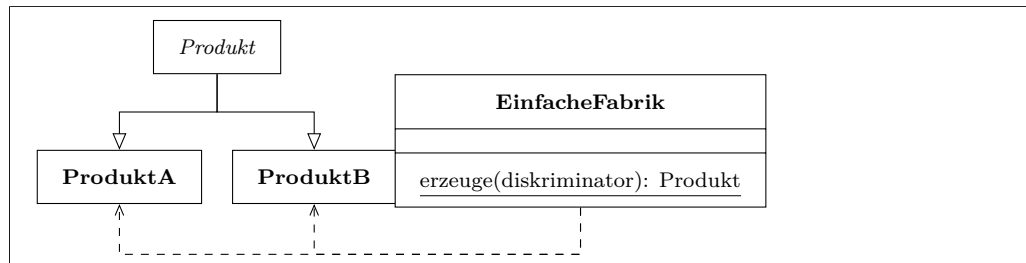 Produkt
EinfacheFabrik
ProduktA
ProduktB
erzeuge(diskriminator): Produkt